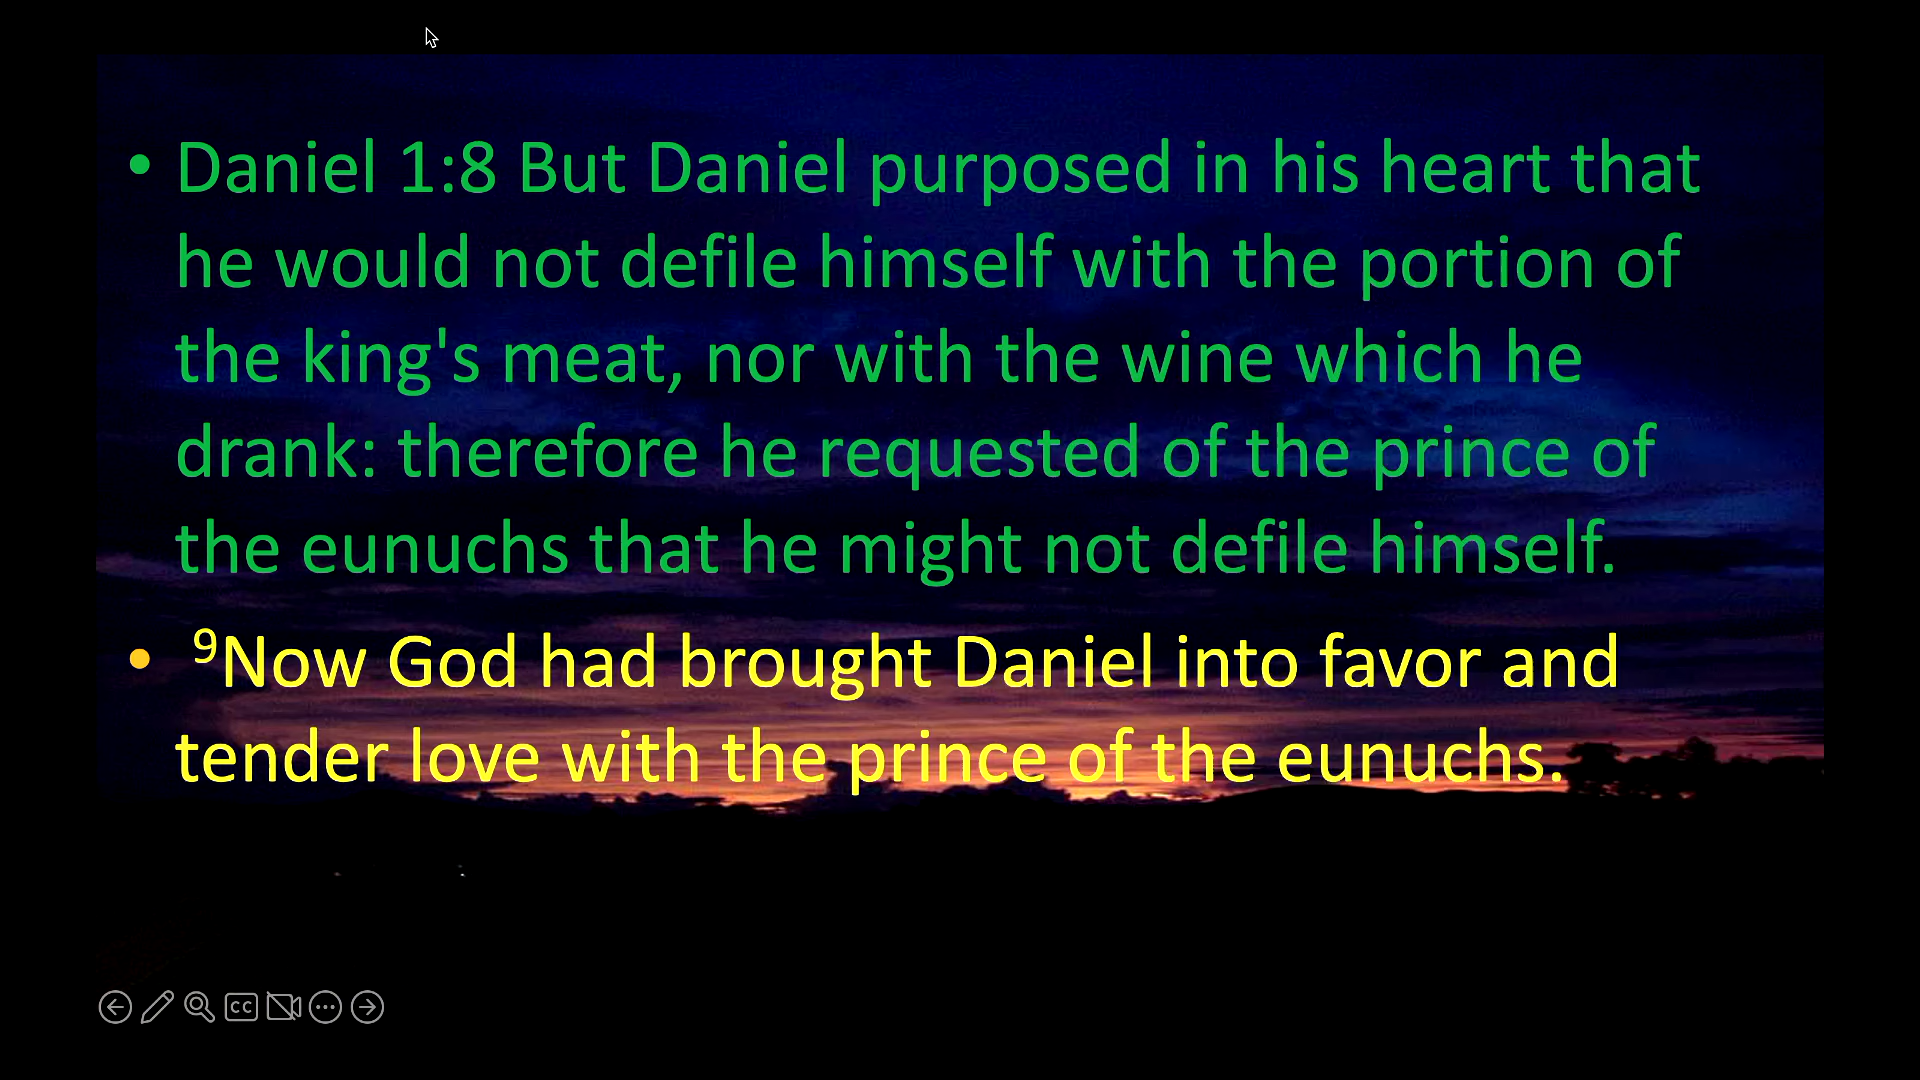 • Daniel 1:8 But Daniel purposed in his heart that
he would not defile himself with the portion of
the king's meat, nor with the wine which he
drank: therefore he requested of the prince of
the eunuchs that he might not defile himself.
• ⁹Now God had brought Daniel into favor and
tender love with the prince of the eunuchs.
CC